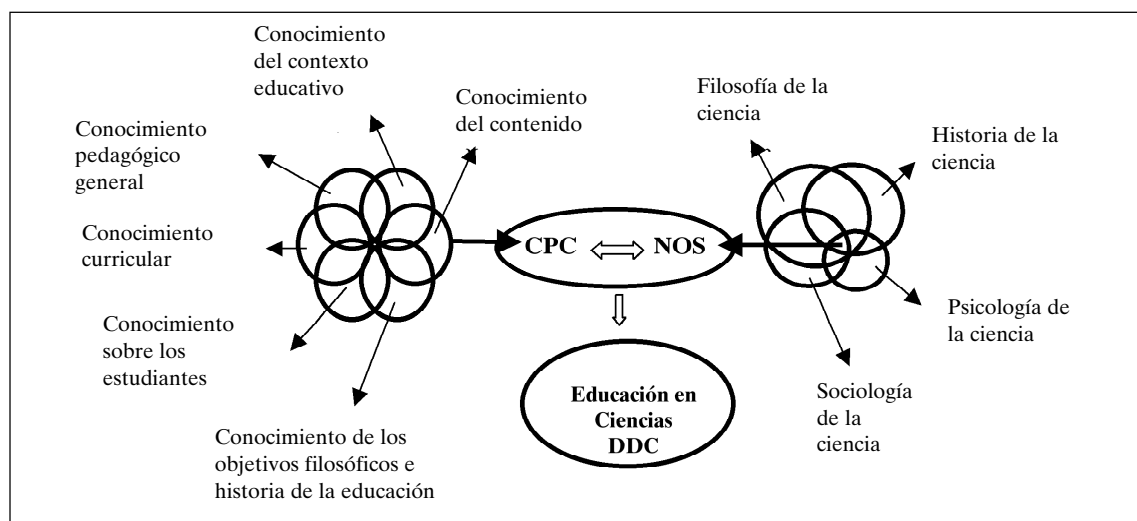 Conocimiento
del contexto
educativo
Conocimiento
del contenido
Conocimiento
pedagógico
general
Conocimiento
curricular
Conocimiento
sobre los
estudiantes
Conocimiento de los
objetivos filosóficos e
historia de la educación
CPC
NOS
Educación en
Ciencias
DDC
Filosofía de la
ciencia
Historia de la
ciencia
Psicología de
la ciencia
Sociología
de la
ciencia